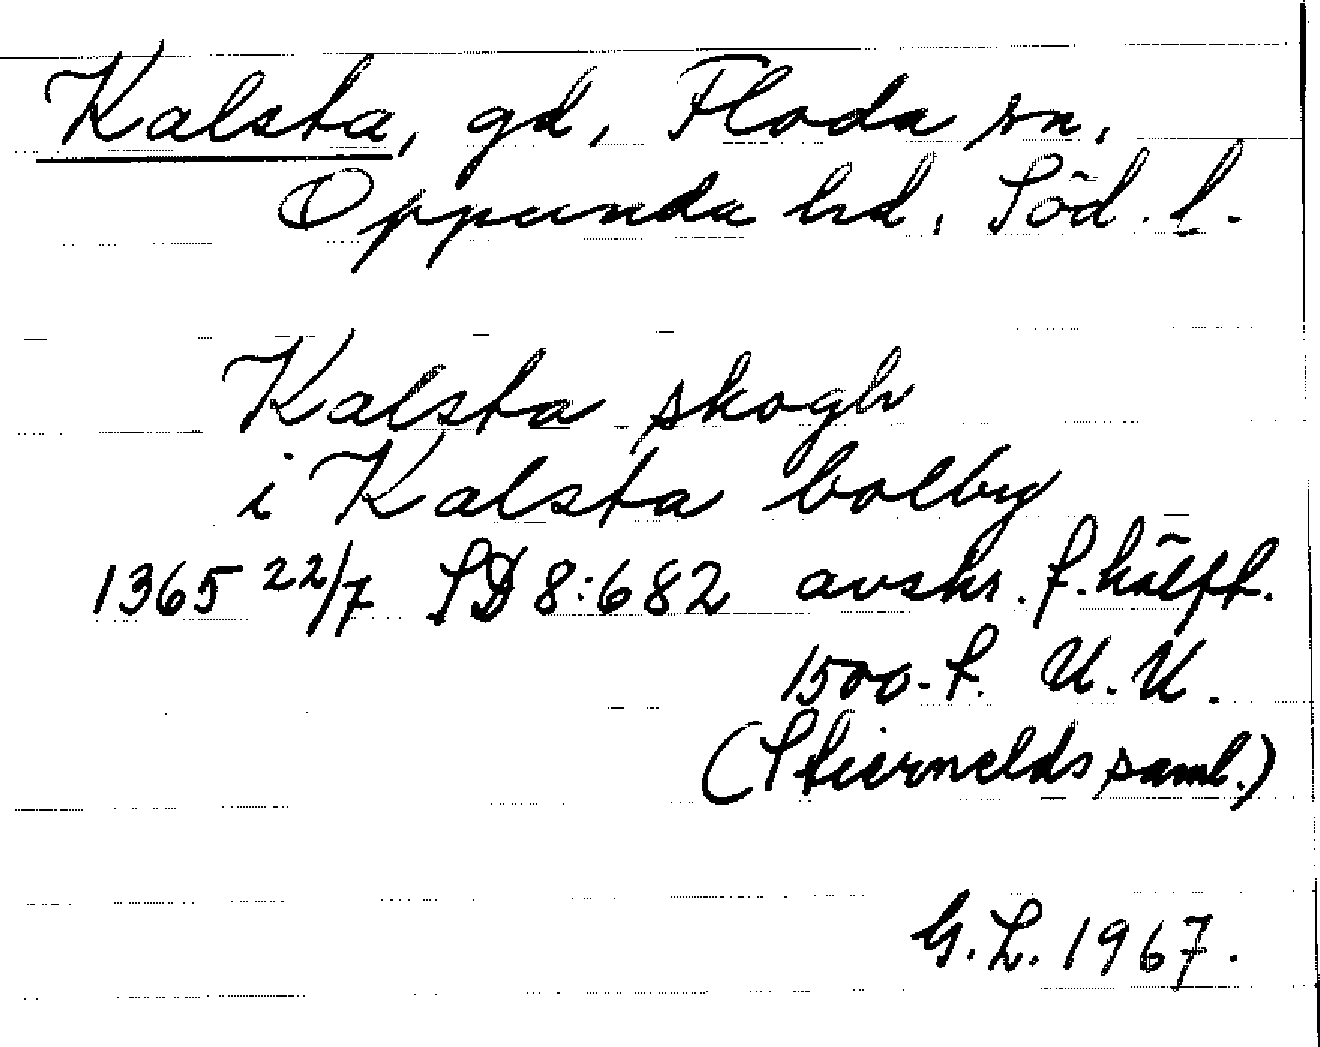 Kalsta, gd, Floda sn,
Oppunda hd, Söd. l.
Kalsta skogh
i Kalsta bolby
1365 22/7 SD 8:682 avskr. f. hälft.
1500-t. U.U.
(Stiernelds saml.)
G.L. 1967.